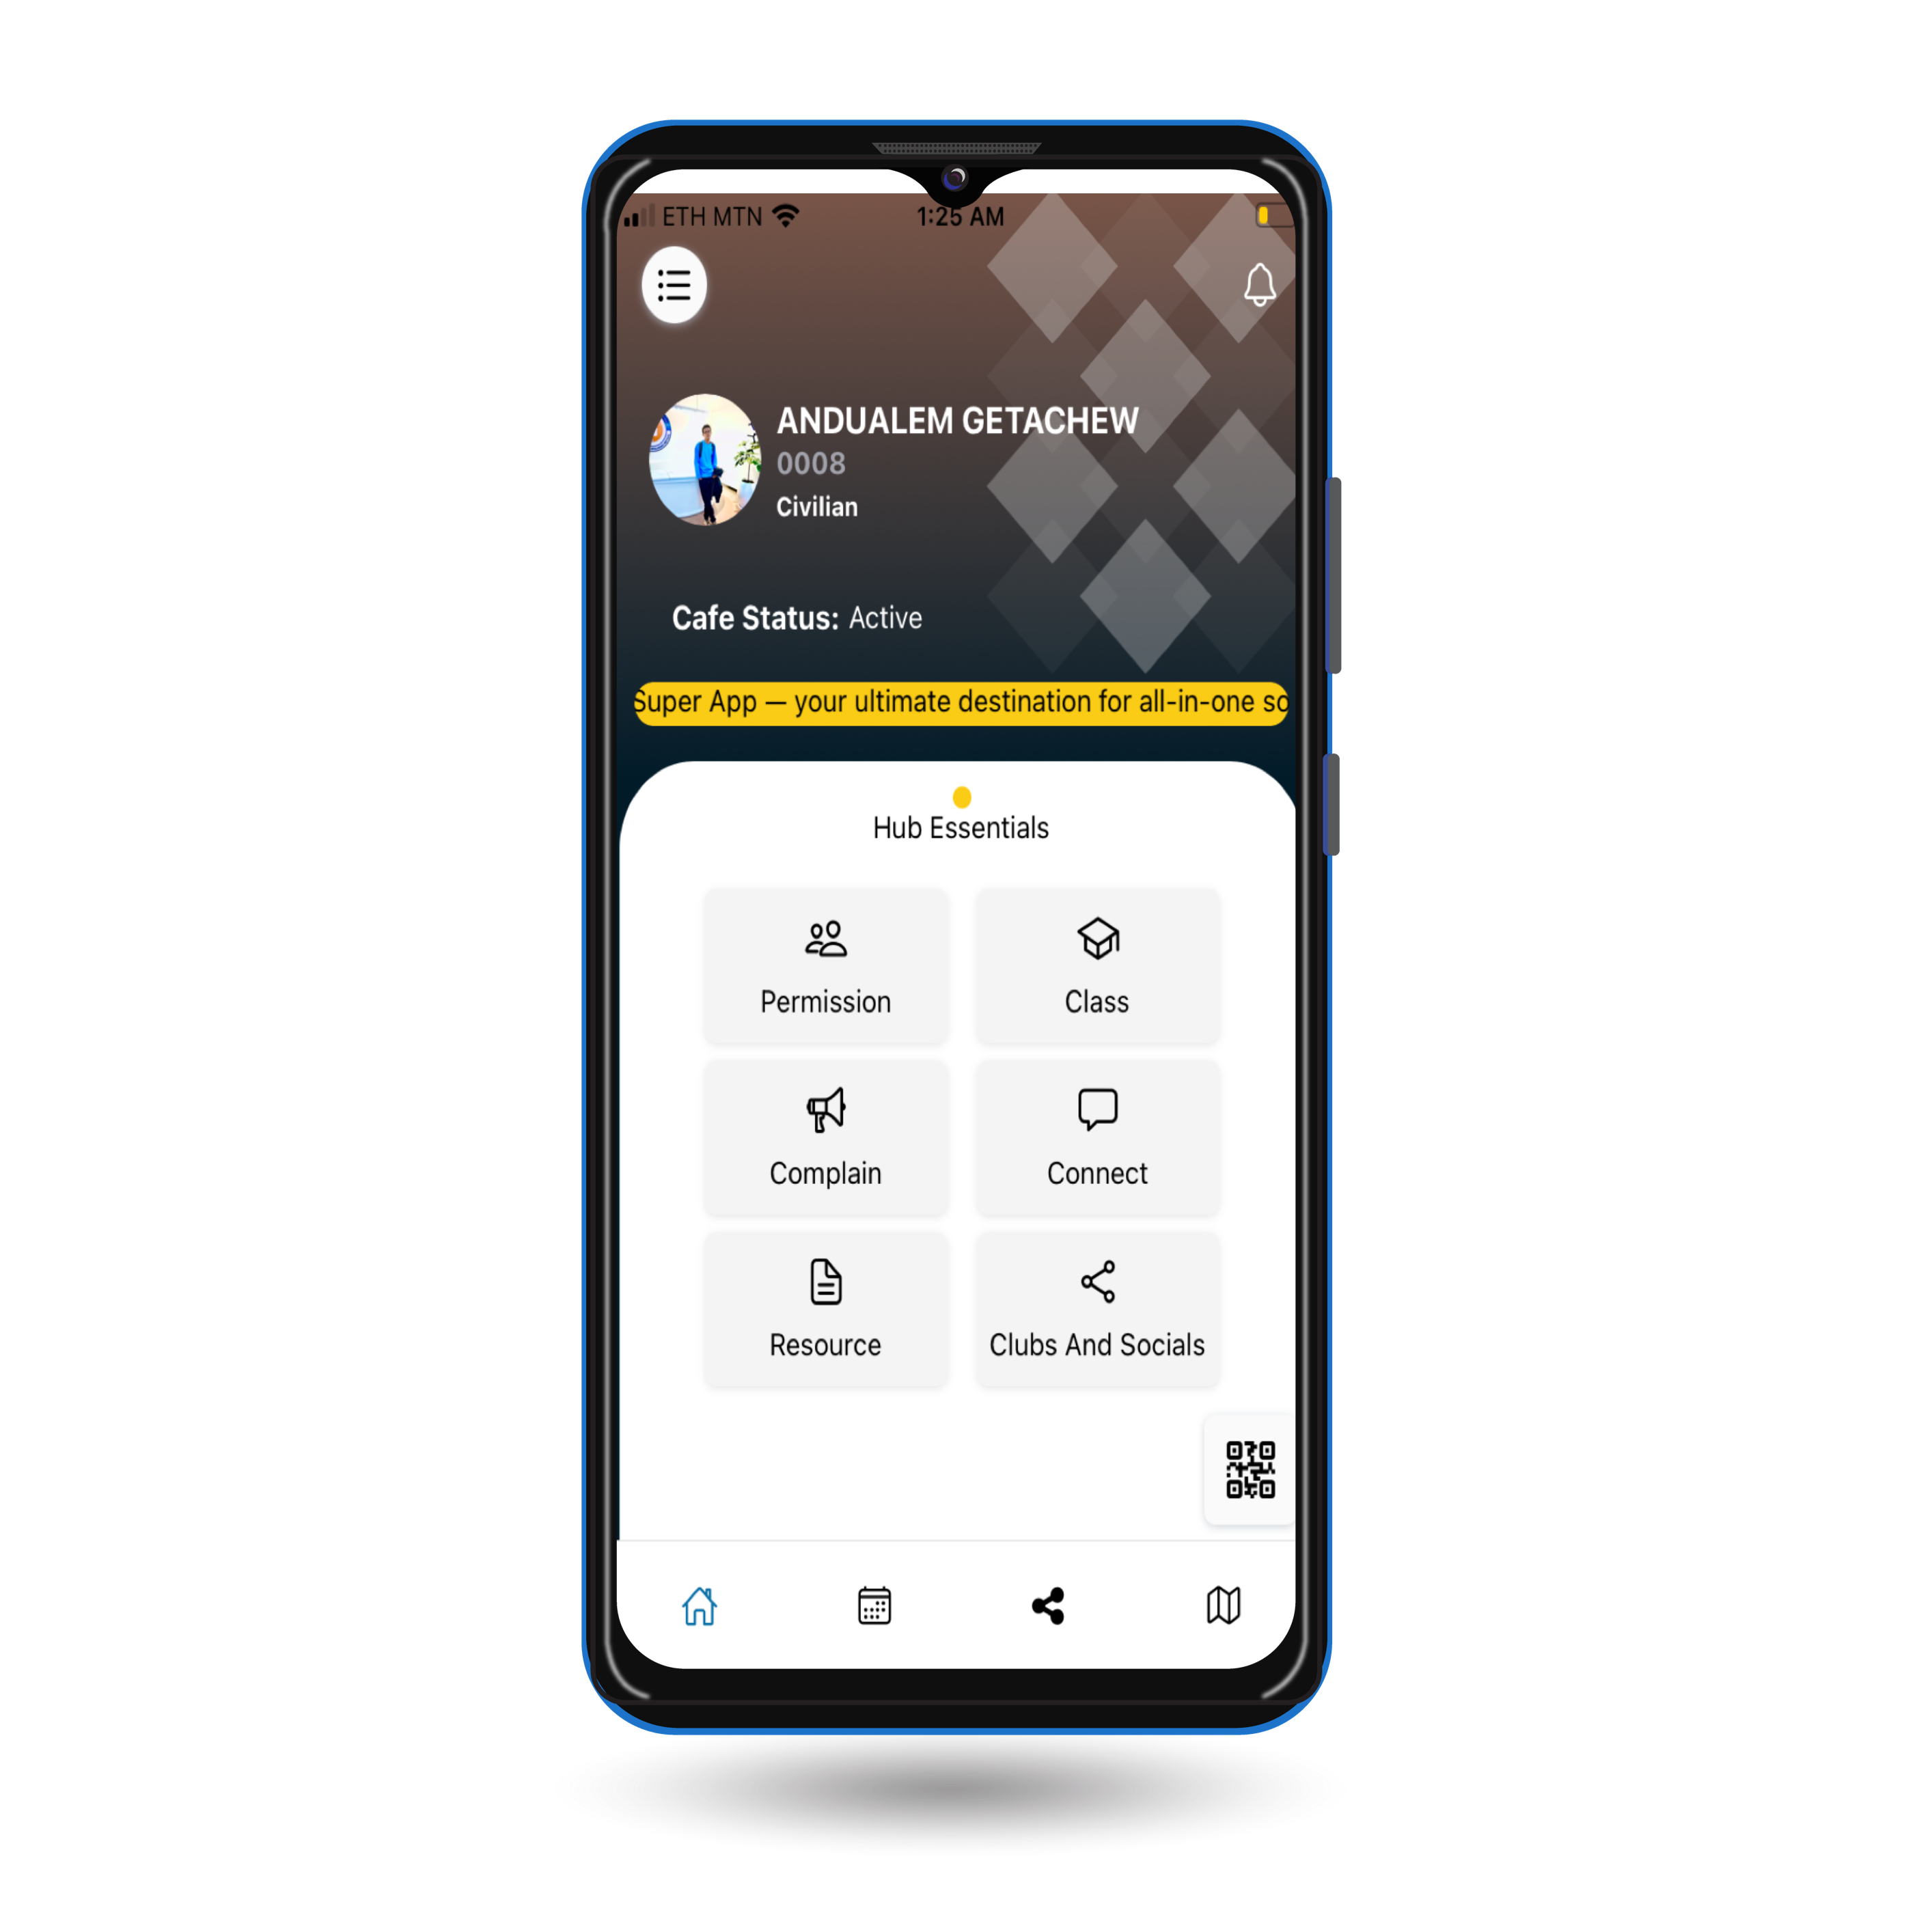 ETH MTN 1:25 AM
ANDUALEM GETACHEW
0008
Civilian
Cafe Status: Active
Super App — your ultimate destination for all-in-one so
Hub Essentials
Permission Class
Complain Connect
Resource Clubs And Socials